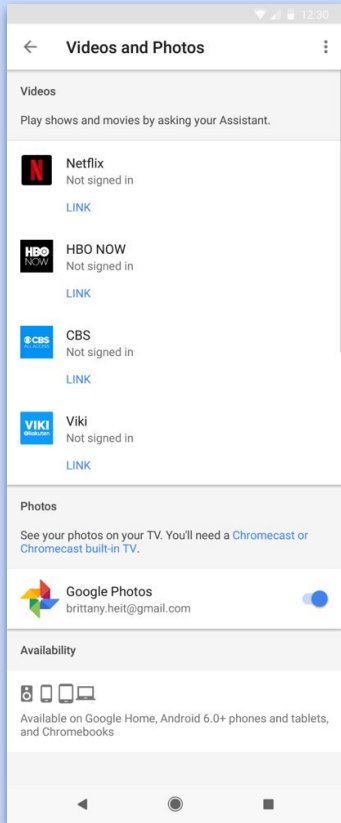 12:30
Videos and Photos
Videos
Play shows and movies by asking your Assistant.
N
Netflix
Not signed in
LINK
HBO
NOW
HBO NOW
Not signed in
LINK
CBS
ALL ACCESS
CBS
Not signed in
LINK
VIKI
Viki
Not signed in
LINK
Photos
See your photos on your TV. You'll need a Chromecast or
Chromecast built-in TV.
Google Photos
brittany.heit@gmail.com
Availability
Available on Google Home, Android 6.0+ phones and tablets,
and Chromebooks